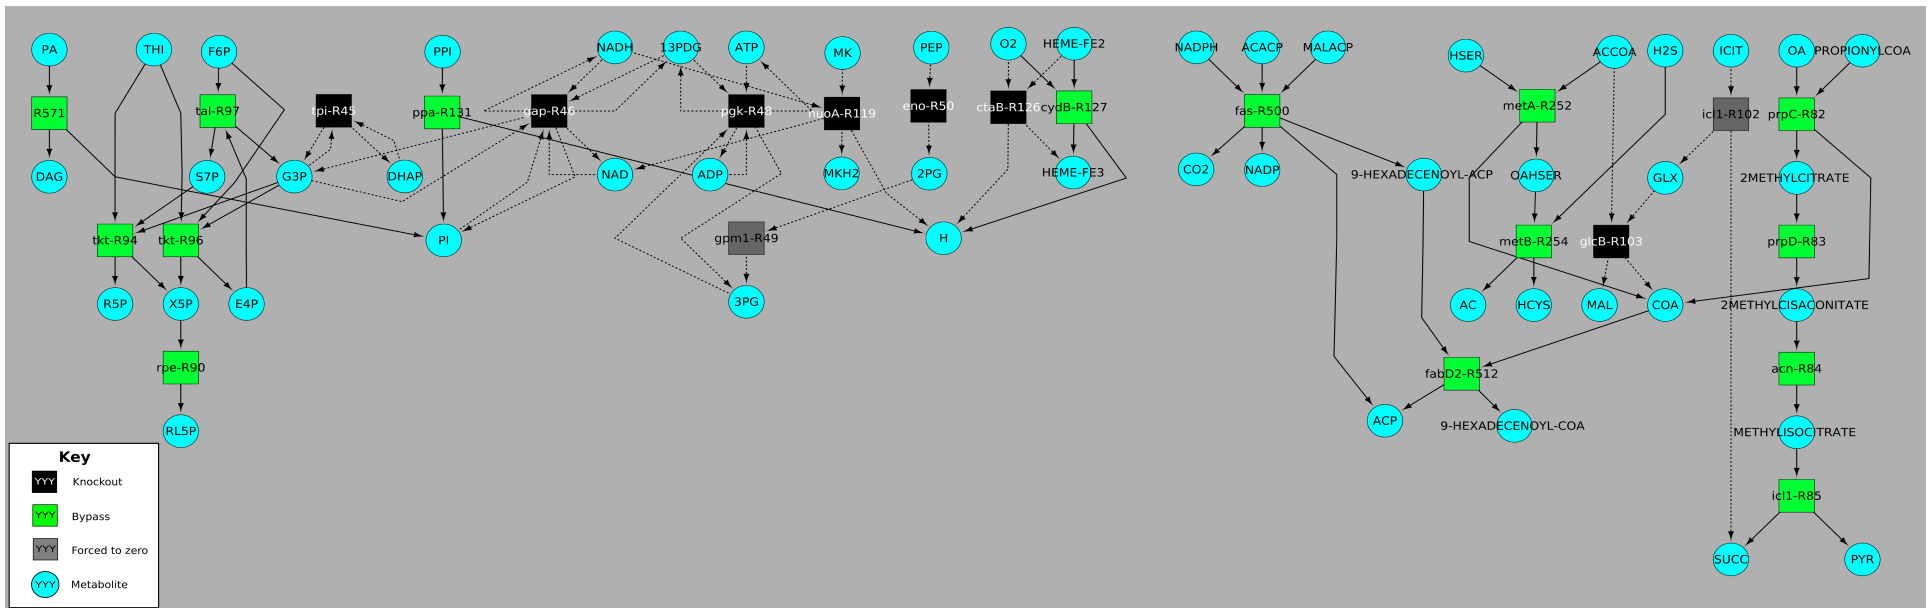 PA
THI
F6P
PPI
NADH
13PDG
ATP
MK
PEP
O2
HEME-FE2
NADPH
ACACP
MALACP
HSER
ACCOA
H2S
ICIT
OA
PROPIONYLCOA
R571
tal-R97
tpi-R45
ppa-R131
gap-R46
pgk-R48
nuoA-R119
eno-R50
ctaB-R126
cydB-R127
fas-R500
metA-R252
icl1-R102
prpC-R82
DAG
S7P
G3P
DHAP
NAD
ADP
MKH2
2PG
HEME-FE3
CO2
NADP
9-HEXADECENOYL-ACP
OAHSER
GLX
2METHYLCITRATE
tkt-R94
tkt-R96
PI
gpm1-R49
H
metB-R254
glcB-R103
prpD-R83
R5P
X5P
E4P
3PG
AC
HCYS
MAL
COA
2METHYLCISACONITATE
rpe-R90
fabD2-R512
acn-R84
RL5P
ACP
9-HEXADECENOYL-COA
METHYLISOCITRATE
icl1-R85
SUCC
PYR
Key
YYY Knockout
YYY Bypass
YYY Forced to zero
YYY Metabolite